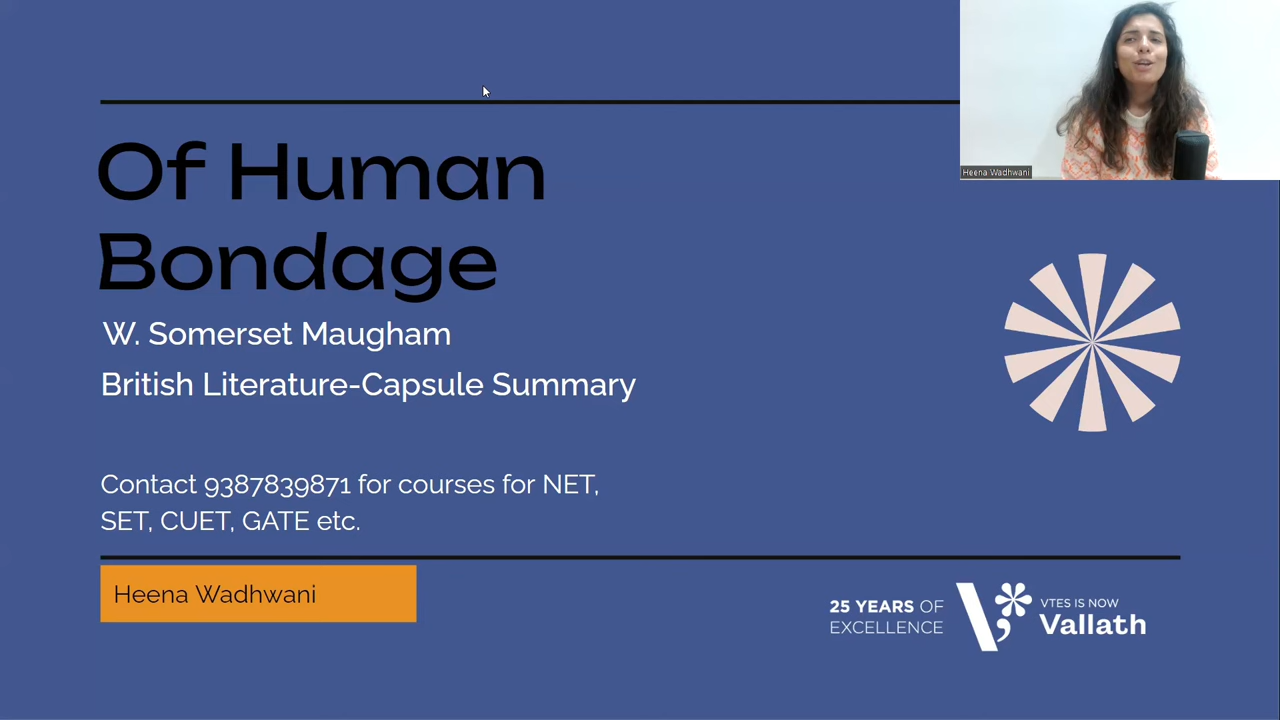 Of Human
Bondage
W. Somerset Maugham
British Literature-Capsule Summary
Contact 9387839871 for courses for NET,
SET, CUET, GATE etc.
Heena Wadhwani
Heena Wadhwani
25 YEARS OF
EXCELLENCE
VTES IS NOW
Vallath